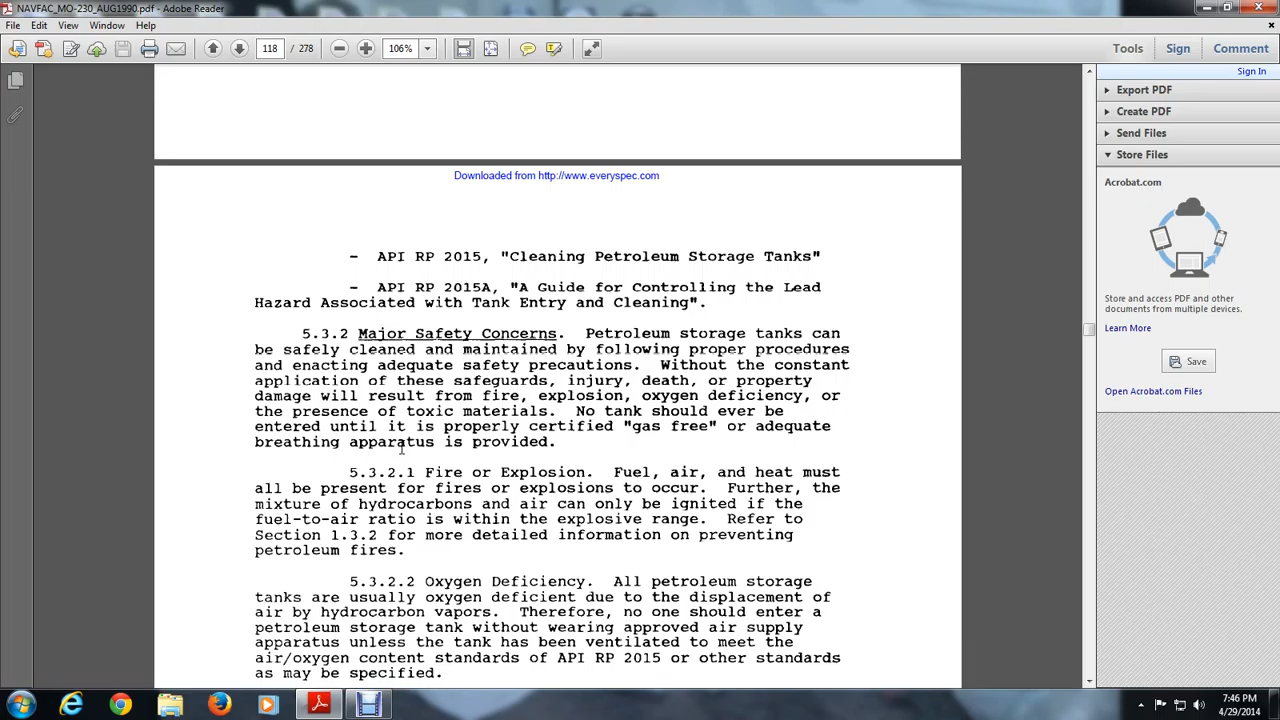 NAVFAC_MO-230_AUG1990.pdf - Adobe Reader
File Edit View Window Help
118 / 278 106% Tools Sign Comment
Sign In
Export PDF
Create PDF
Send Files
Store Files
Acrobat.com
Store and access PDF and other
documents from multiple devices.
Learn More
Save
Open Acrobat.com Files
Downloaded from http://www.everyspec.com
- API RP 2015, "Cleaning Petroleum Storage Tanks"
- API RP 2015A, "A Guide for Controlling the Lead
Hazard Associated with Tank Entry and Cleaning".
5.3.2 Major Safety Concerns. Petroleum storage tanks can
be safely cleaned and maintained by following proper procedures
and enacting adequate safety precautions. Without the constant
application of these safeguards, injury, death, or property
damage will result from fire, explosion, oxygen deficiency, or
the presence of toxic materials. No tank should ever be
entered until it is properly certified "gas free" or adequate
breathing apparatus is provided.
5.3.2.1 Fire or Explosion. Fuel, air, and heat must
all be present for fires or explosions to occur. Further, the
mixture of hydrocarbons and air can only be ignited if the
fuel-to-air ratio is within the explosive range. Refer to
Section 1.3.2 for more detailed information on preventing
petroleum fires.
5.3.2.2 Oxygen Deficiency. All petroleum storage
tanks are usually oxygen deficient due to the displacement of
air by hydrocarbon vapors. Therefore, no one should enter a
petroleum storage tank without wearing approved air supply
apparatus unless the tank has been ventilated to meet the
air/oxygen content standards of API RP 2015 or other standards
as may be specified.
7:46 PM
4/29/2014